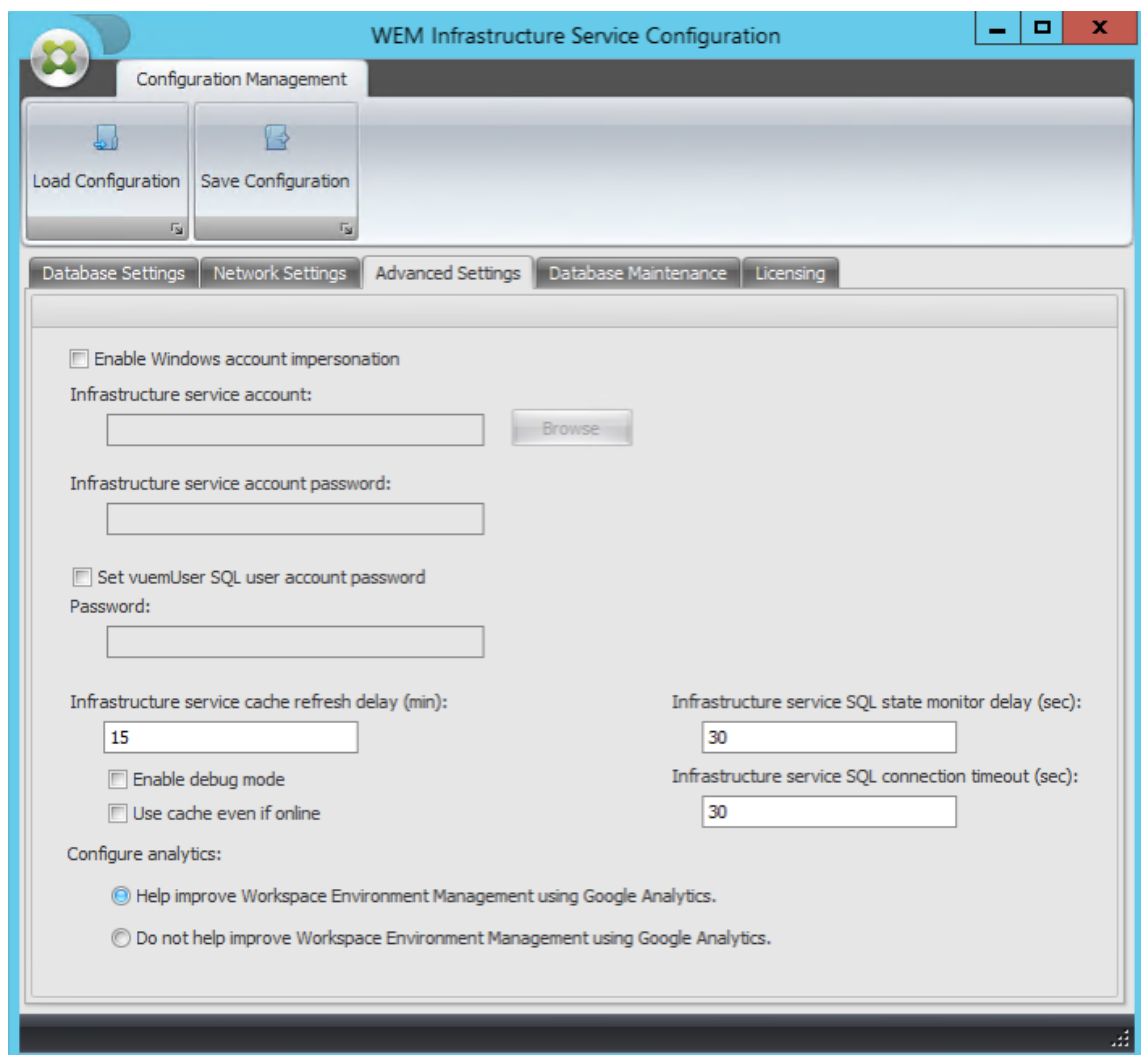 WEM Infrastructure Service Configuration
Configuration Management
Load Configuration
Save Configuration
Database Settings
Network Settings
Advanced Settings
Database Maintenance
Licensing
Enable Windows account impersonation
Infrastructure service account:
Browse
Infrastructure service account password:
Set vuemUser SQL user account password
Password:
Infrastructure service cache refresh delay (min):
Infrastructure service SQL state monitor delay (sec):
15
30
Enable debug mode
Infrastructure service SQL connection timeout (sec):
Use cache even if online
30
Configure analytics:
Help improve Workspace Environment Management using Google Analytics.
Do not help improve Workspace Environment Management using Google Analytics.